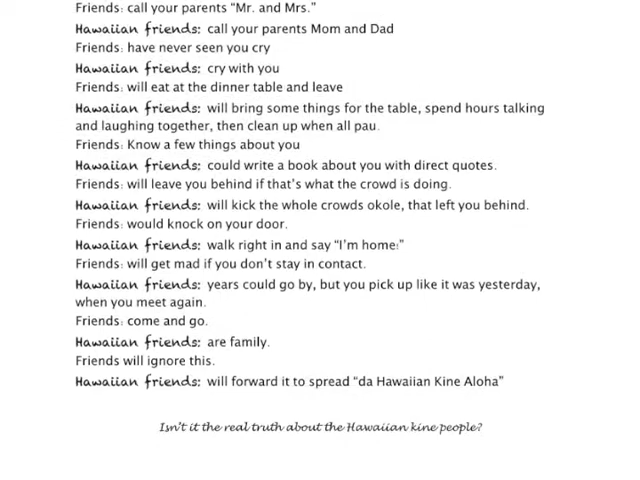 Friends: call your parents “Mr. and Mrs.”
Hawaiian friends: call your parents Mom and Dad
Friends: have never seen you cry
Hawaiian friends: cry with you
Friends: will eat at the dinner table and leave
Hawaiian friends: will bring some things for the table, spend hours talking
and laughing together, then clean up when all pau.
Friends: Know a few things about you
Hawaiian friends: could write a book about you with direct quotes.
Friends: will leave you behind if that’s what the crowd is doing.
Hawaiian friends: will kick the whole crowds okole, that left you behind.
Friends: would knock on your door.
Hawaiian friends: walk right in and say “I’m home:”
Friends: will get mad if you don’t stay in contact.
Hawaiian friends: years could go by, but you pick up like it was yesterday,
when you meet again.
Friends: come and go.
Hawaiian friends: are family.
Friends will ignore this.
Hawaiian friends: will forward it to spread “da Hawaiian Kine Aloha”
Isn’t it the real truth about the Hawaiian kine people?